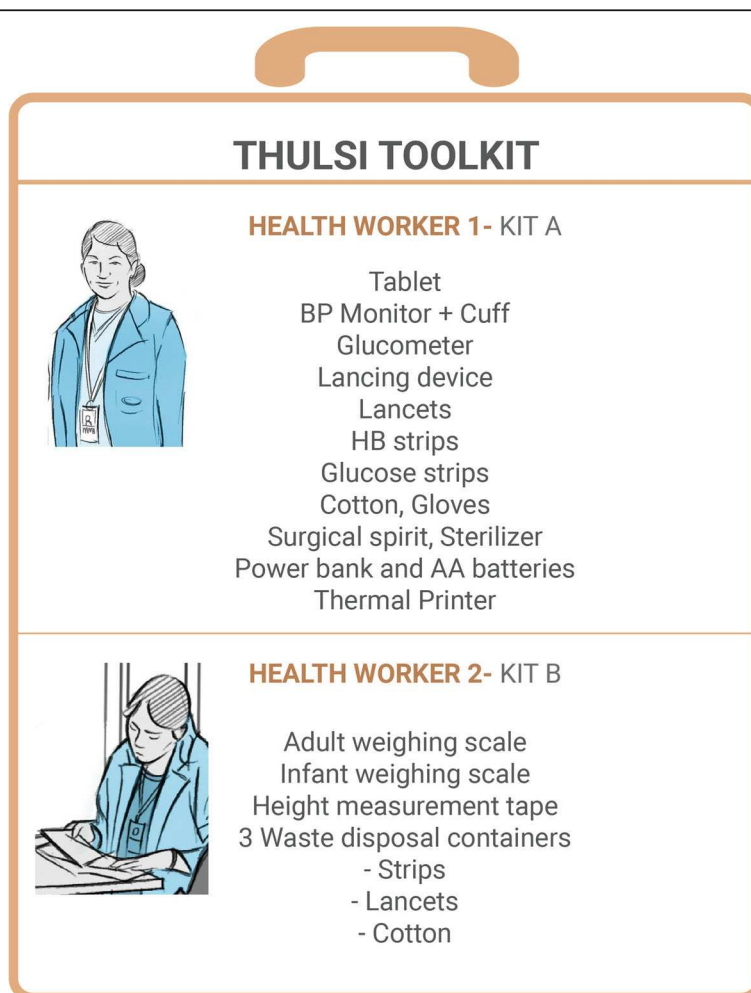 THULSI TOOLKIT
HEALTH WORKER 1- KIT A
Tablet
BP Monitor + Cuff
Glucometer
Lancing device
Lancets
HB strips
Glucose strips
Cotton, Gloves
Surgical spirit, Sterilizer
Power bank and AA batteries
Thermal Printer
HEALTH WORKER 2- KIT B
Adult weighing scale
Infant weighing scale
Height measurement tape
3 Waste disposal containers
- Strips
- Lancets
- Cotton